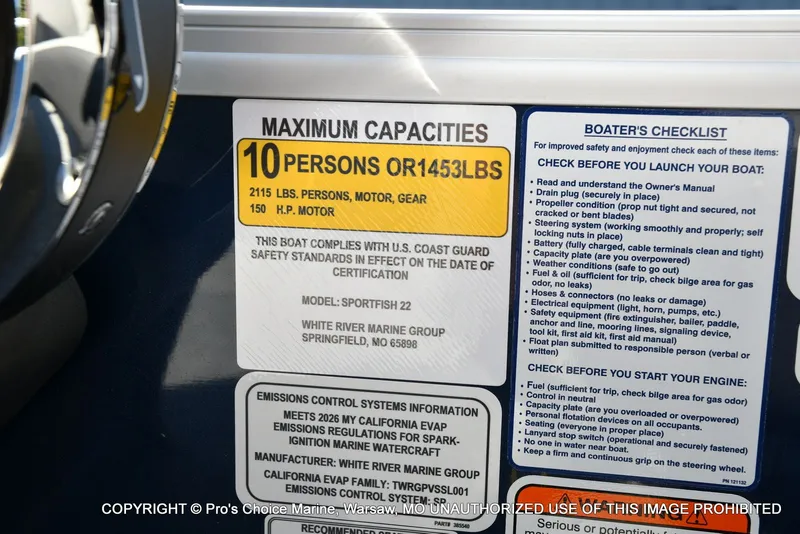 MAXIMUM CAPACITIES
10 PERSONS OR 1453LBS
2115 LBS. PERSONS, MOTOR, GEAR
150 H.P. MOTOR
THIS BOAT COMPLIES WITH U.S. COAST GUARD
SAFETY STANDARDS IN EFFECT ON THE DATE OF
CERTIFICATION
MODEL: SPORTFISH 22
WHITE RIVER MARINE GROUP
SPRINGFIELD, MO 65898
EMISSIONS CONTROL SYSTEMS INFORMATION
MEETS 2026 MY CALIFORNIA EVAP
EMISSIONS REGULATIONS FOR SPARK-
IGNITION MARINE WATERCRAFT
MANUFACTURER: WHITE RIVER MARINE GROUP
CALIFORNIA EVAP FAMILY: TWRGPVSSL001
EMISSIONS CONTROL SYSTEM: SP
PART# 365540
RECOMMENDED
BOATER'S CHECKLIST
For improved safety and enjoyment check each of these items:
CHECK BEFORE YOU LAUNCH YOUR BOAT:
• Read and understand the Owner's Manual
• Drain plug (securely in place)
• Propeller condition (prop nut tight and secured, not
cracked or bent blades)
• Steering system (working smoothly and properly; self
locking nuts in place)
• Battery (fully charged, cable terminals clean and tight)
• Capacity plate (are you overpowered)
• Weather conditions (safe to go out)
• Fuel & oil (sufficient for trip, check bilge area for gas
odor, no leaks)
• Hoses & connectors (no leaks or damage)
• Electrical equipment (light, horn, pumps, etc.)
• Safety equipment (fire extinguisher, bailer, paddle,
anchor and line, mooring lines, signaling device,
tool kit, first aid kit, first aid manual)
• Float plan submitted to responsible person (verbal or
written)
CHECK BEFORE YOU START YOUR ENGINE:
• Fuel (sufficient for trip, check bilge area for gas odor)
• Control in neutral
• Capacity plate (are you overloaded or overpowered)
• Personal flotation devices on all occupants.
• Seating (everyone in proper place)
• Lanyard stop switch (operational and securely fastened)
• No one in water near boat.
• Keep a firm and continuous grip on the steering wheel.
PN 121132
WARNING
Serious or potentially
COPYRIGHT © Pro's Choice Marine, Warsaw, MO UNAUTHORIZED USE OF THIS IMAGE PROHIBITED